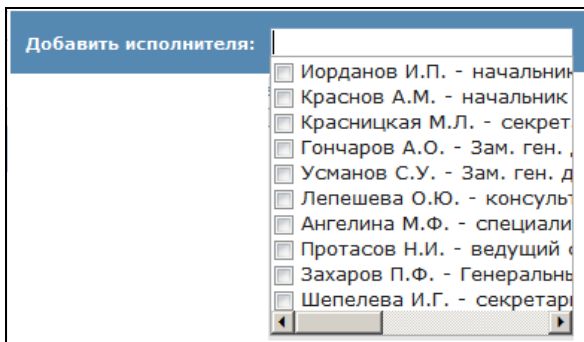 Добавить исполнителя:
Иорданов И.П. - начальник
Краснов А.М. - начальник
Красницкая М.Л. - секрет
Гончаров А.О. - Зам. ген.
Усманов С.У. - Зам. ген. д
Лепешева О.Ю. - консуль
Ангелина М.Ф. - специали
Протасов Н.И. - ведущий
Захаров П.Ф. - Генеральн
Шепелева И.Г. - секретар